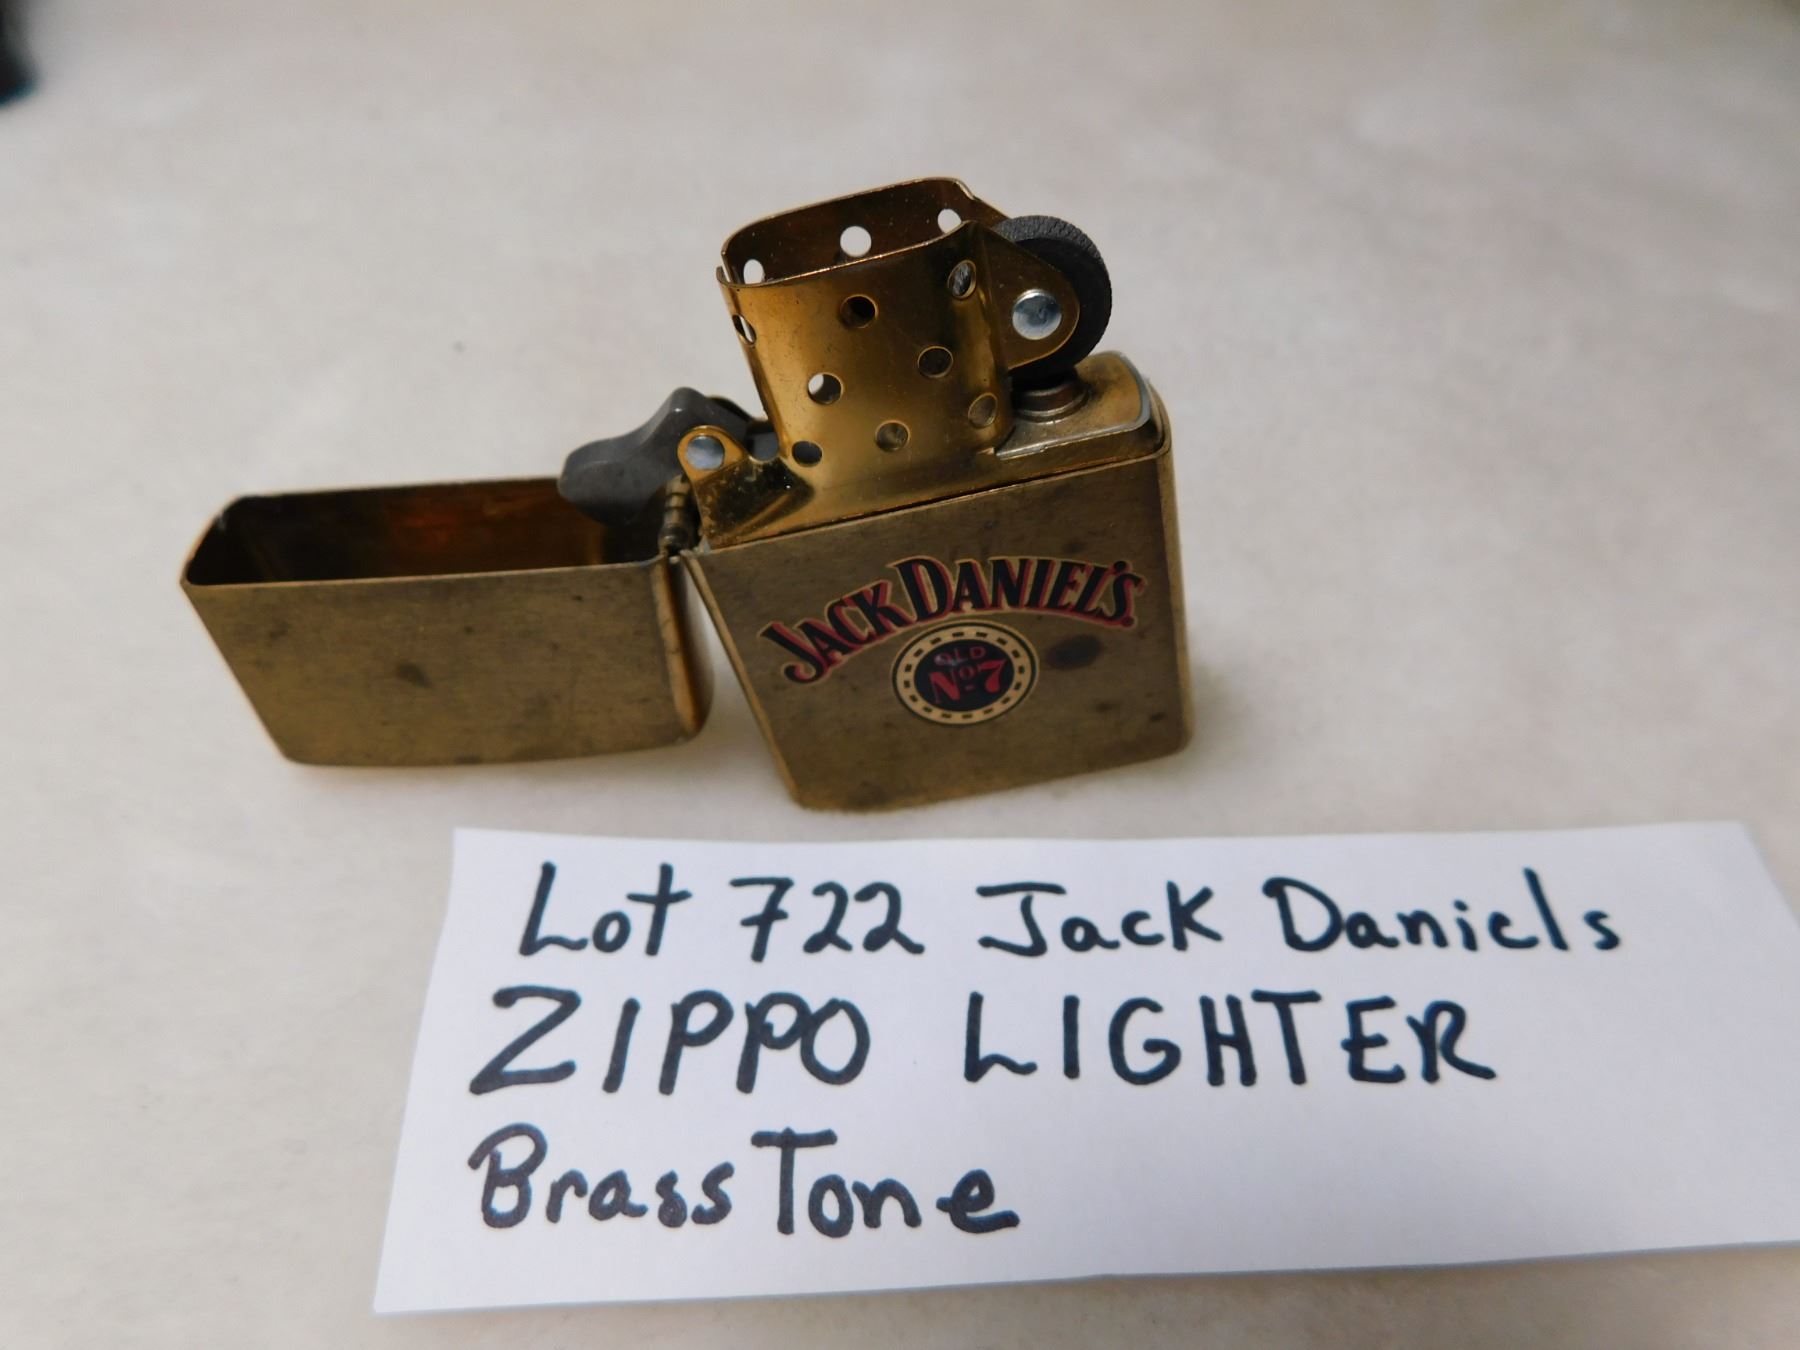 JACK DANIEL'S
OLD
No. 7
Lot 722 Jack Daniels
ZIPPO LIGHTER
Brass Tone